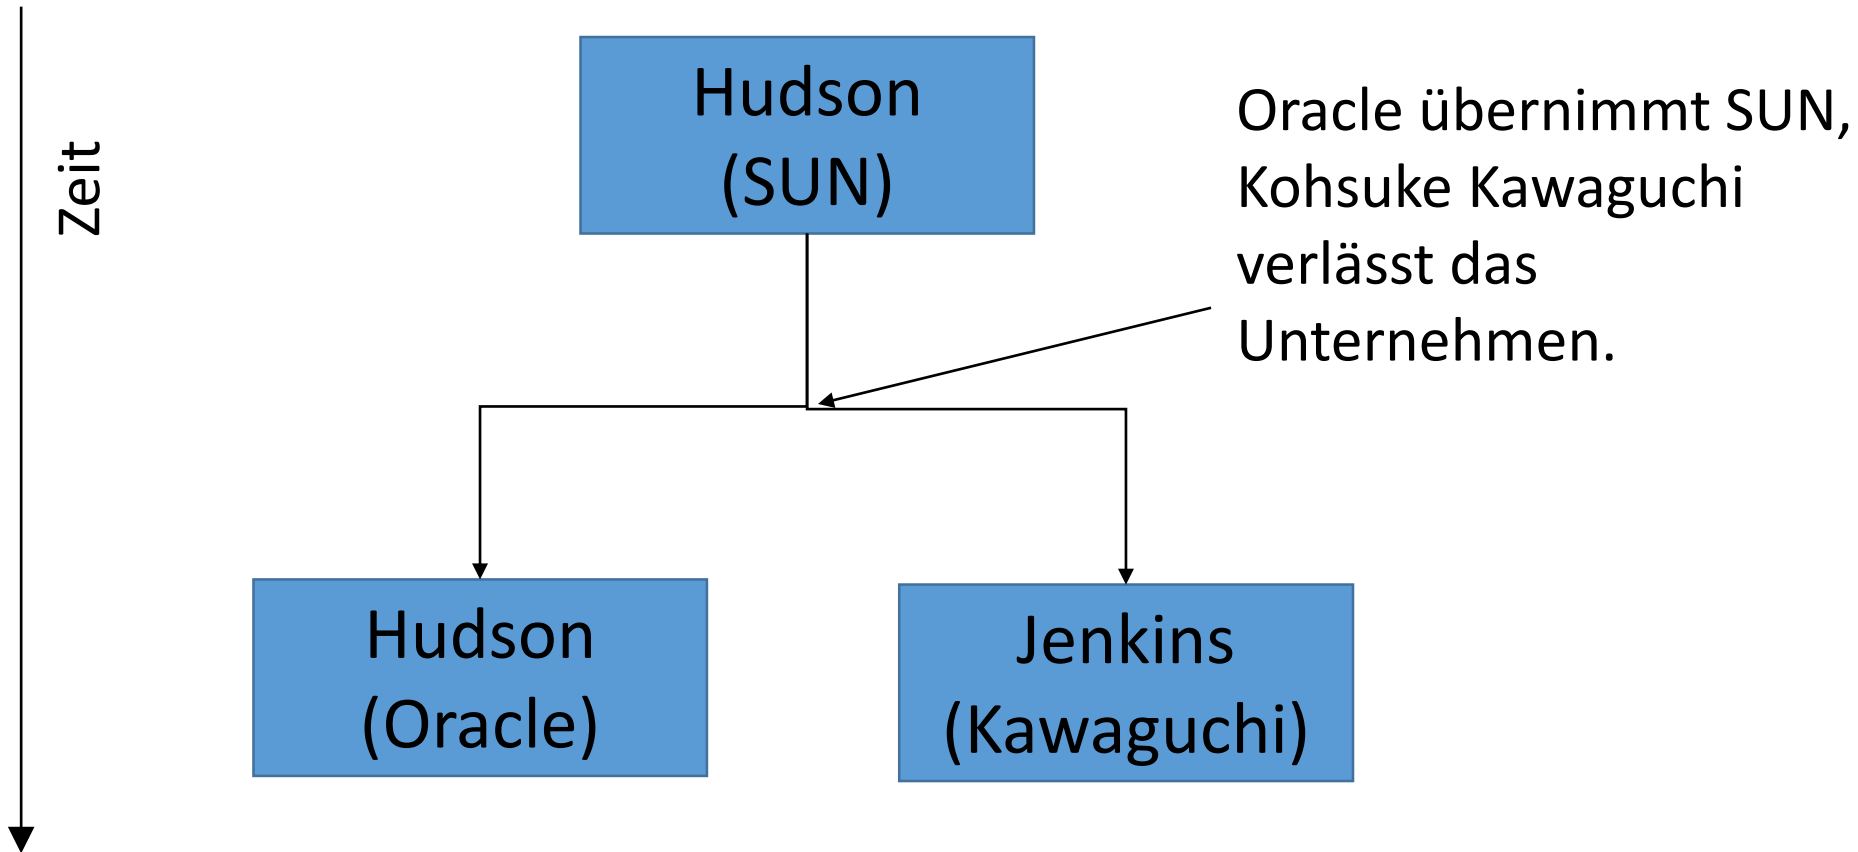 Zeit
Hudson
(SUN)
Oracle übernimmt SUN,
Kohsuke Kawaguchi
verlässt das
Unternehmen.
Hudson
(Oracle)
Jenkins
(Kawaguchi)